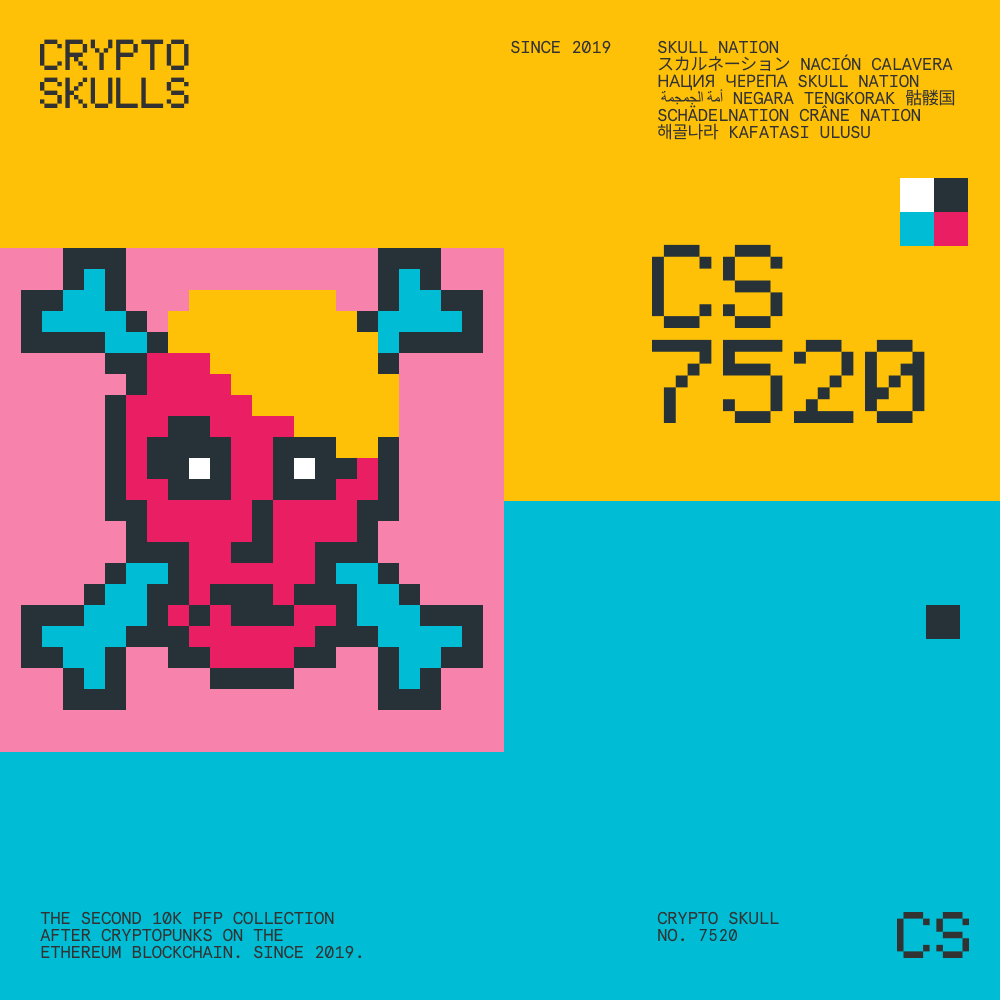 CRYPTO
SKULLS
SINCE 2019
SKULL NATION
スカルネーション NACIÓN CALAVERA
НАЦИЯ ЧЕРЕПА SKULL NATION
أمة الجمجمة NEGARA TENGKORAK 骷髅国
SCHÄDELNATION CRÂNE NATION
해골나라 KAFATASI ULUSU
CS
7520
THE SECOND 10K PFP COLLECTION
AFTER CRYPTOPUNKS ON THE
ETHEREUM BLOCKCHAIN. SINCE 2019.
CRYPTO SKULL
NO. 7520
CS